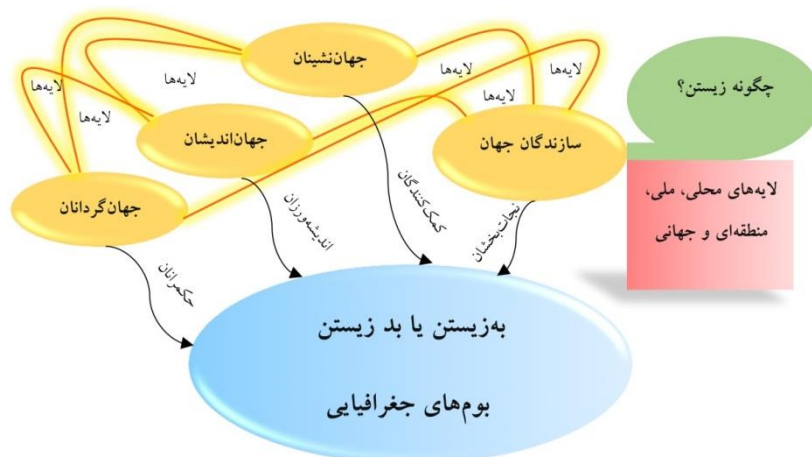 جهان‌نشینان
چگونه زیستن؟
لایه‌ها
لایه‌ها
لایه‌ها
لایه‌ها
لایه‌ها
لایه‌ها
جهان‌اندیشان
سازندگان جهان
جهان‌گردانان
لایه‌های محلی، ملی،
منطقه‌ای و جهانی
حکمرانان
اندیشه‌ورزان
کمک‌کنندگان
نجات‌بخشان
به‌زیستن یا بد زیستن
بوم‌های جغرافیایی